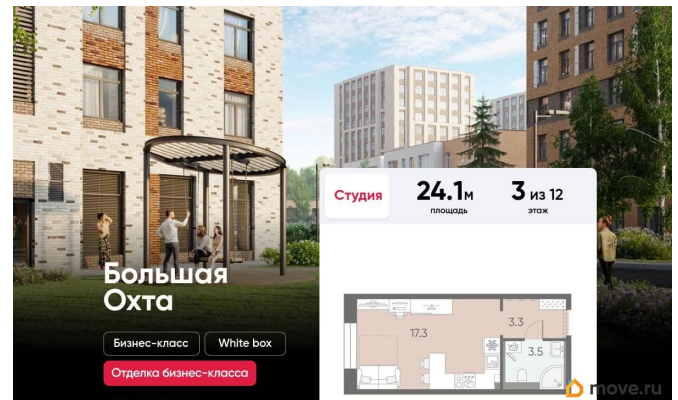 Студия
24.1м
площадь
3 из 12
этаж
Большая
Охта
Бизнес-класс
White box
Отделка бизнес-класса
17.3
3.3
3.5
move.ru